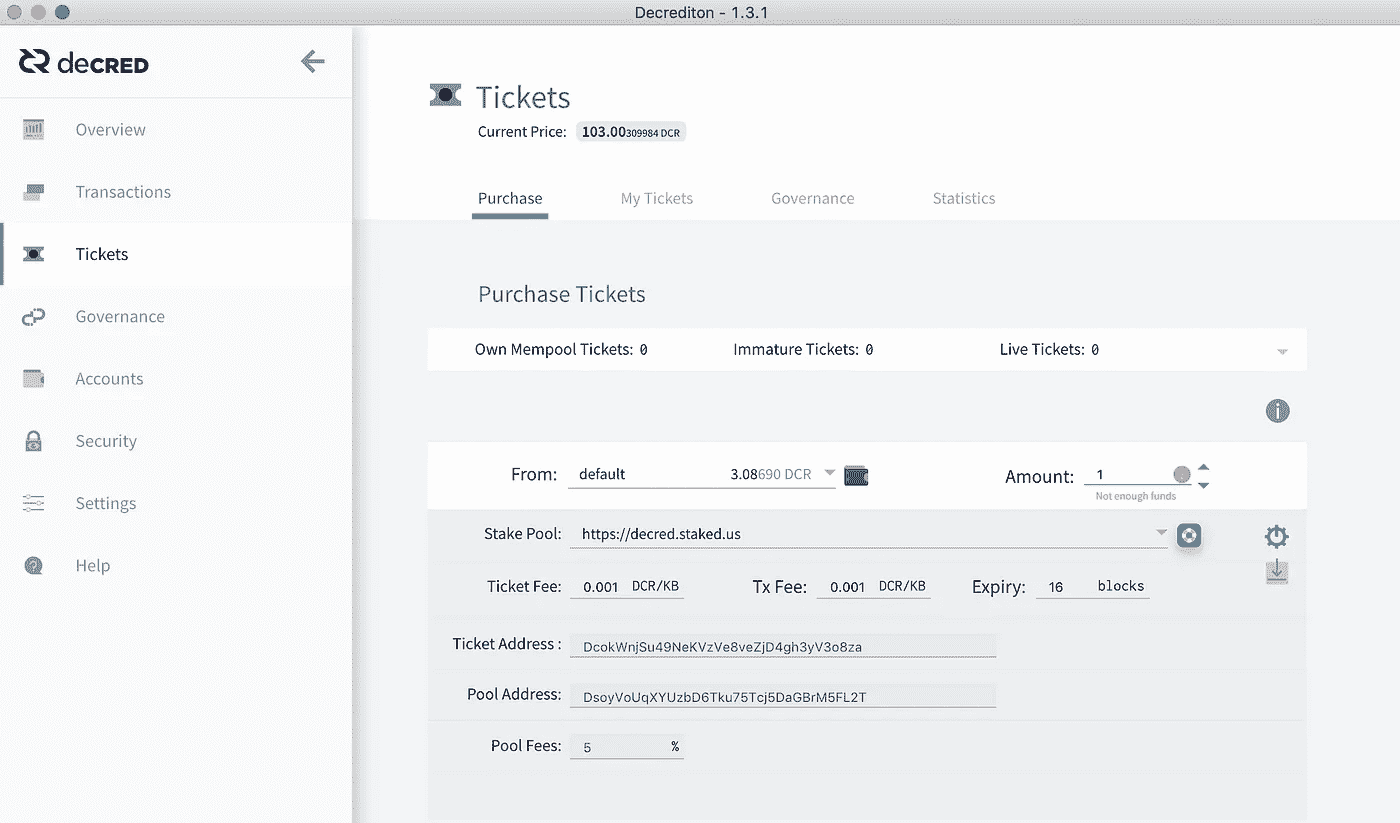 Decrediton - 1.3.1
deCRED
Overview
Transactions
Tickets
Governance
Accounts
Security
Settings
Help
Tickets
Current Price: 103.00309984 DCR
Purchase My Tickets Governance Statistics
Purchase Tickets
Own Mempool Tickets: 0 Immature Tickets: 0 Live Tickets: 0
From: default 3.08690 DCR Amount: 1
Not enough funds
Stake Pool: https://decred.staked.us
Ticket Fee: 0.001 DCR/KB Tx Fee: 0.001 DCR/KB Expiry: 16 blocks
Ticket Address : DcokWnjSu49NeKVzVe8veZjD4gh3yV3o8za
Pool Address: DsoyVoUqXYUzbD6Tku75Tcj5DaGBrM5FL2T
Pool Fees: 5 %